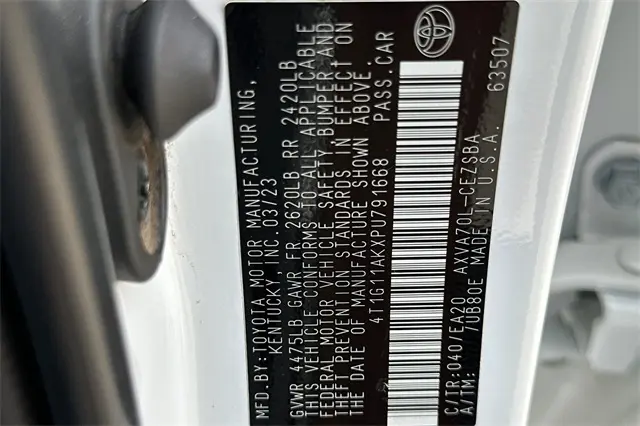 MFD BY:TOYOTA MOTOR MANUFACTURING,
KENTUCKY, INC. 03/23
GVWR 4475LB GAWR FR 2620LB RR 2420LB
THIS VEHICLE CONFORMS TO ALL APPLICABLE
FEDERAL MOTOR VEHICLE SAFETY, BUMPER AND
THEFT PREVENTION STANDARDS IN EFFECT ON
THE DATE OF MANUFACTURE SHOWN ABOVE.
4T1G11AKXPU791668 PASS.CAR
C/TR:040/EA20 AXVA70L-CEZSBA
A/TM: /UB80E MADE IN U.S.A. 63507